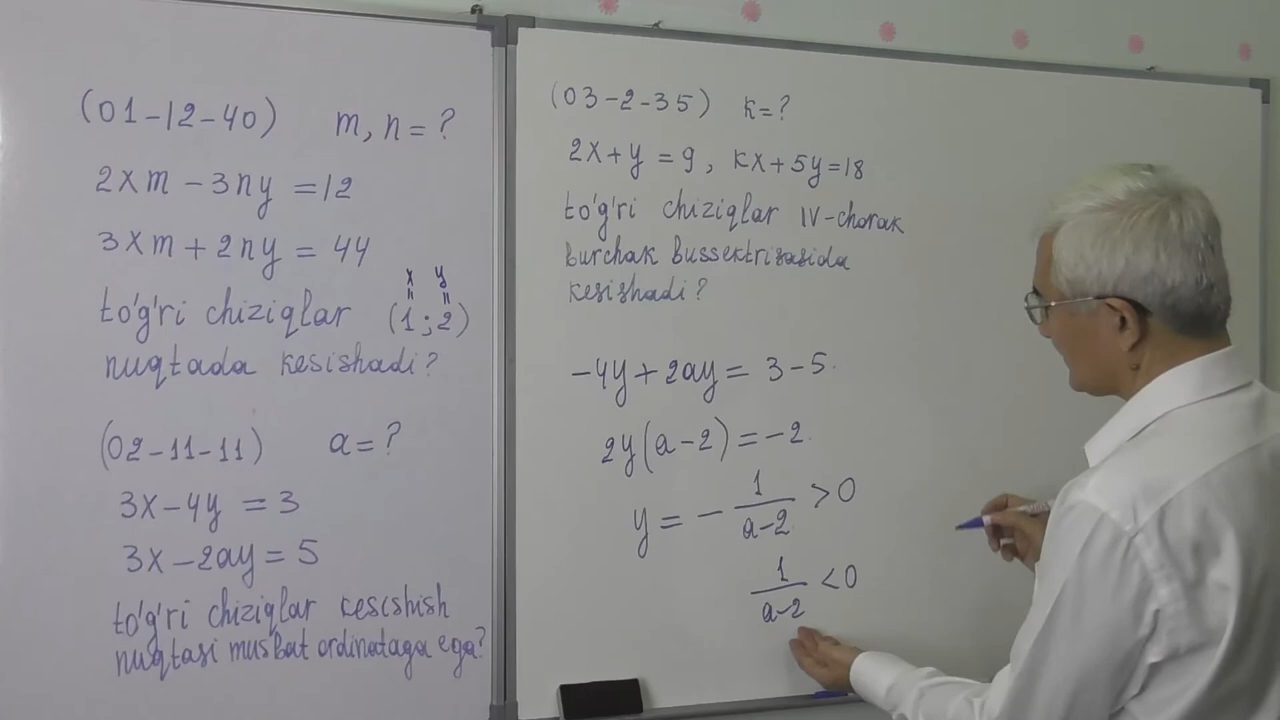 (01-12-40) m, n = ?
2xm - 3ny = 12
3xm + 2ny = 44
x y
= =
to'g'ri chiziqlar (1;2)
nuqtada kesishadi?
(02-11-11) a = ?
3x - 4y = 3
3x - 2ay = 5
to'g'ri chiziqlar kesishish
nuqtasi musbat ordinataga ega?
(03-2-35) k = ?
2x + y = 9, kx + 5y = 18
to'g'ri chiziqlar IV-chorak
burchak bussektrisasida
kesishadi?
-4y + 2ay = 3 - 5
2y(a-2) = -2
y = - 1/(a-2) > 0
1/(a-2) < 0